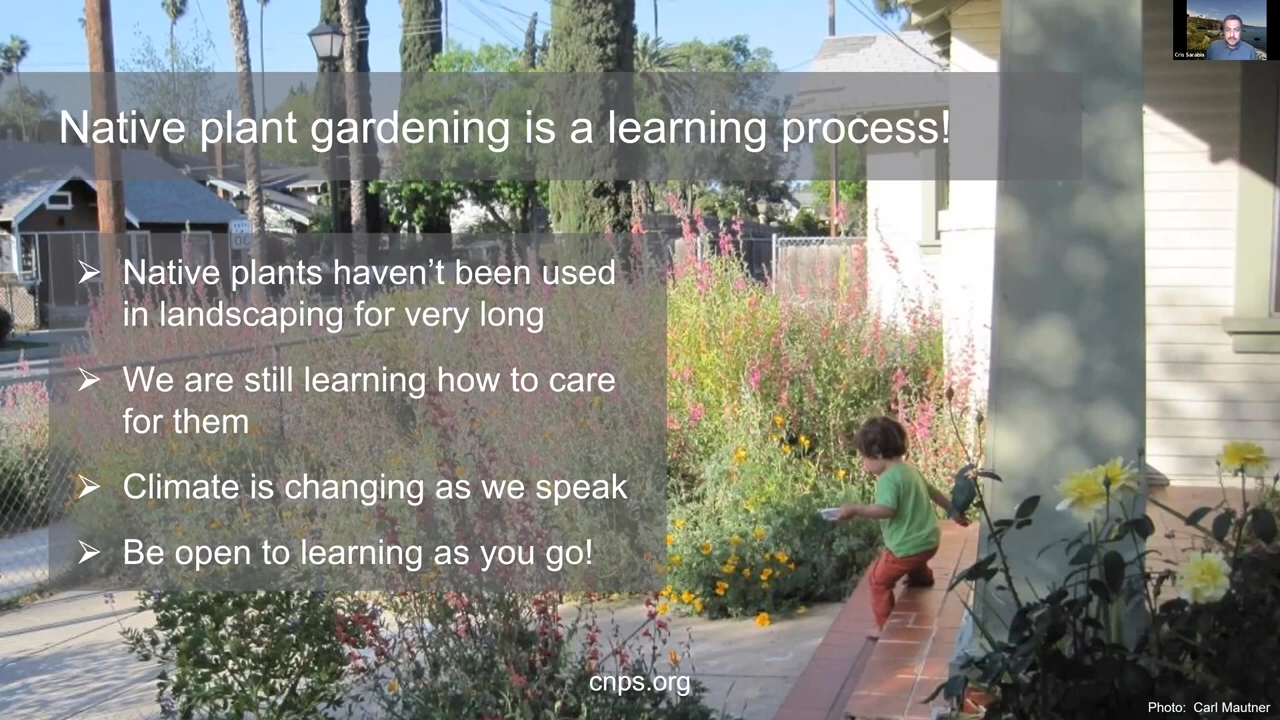 Cris Sarabia
Native plant gardening is a learning process!
➢ Native plants haven’t been used
in landscaping for very long
➢ We are still learning how to care
for them
➢ Climate is changing as we speak
➢ Be open to learning as you go!
cnps.org
Photo: Carl Mautner